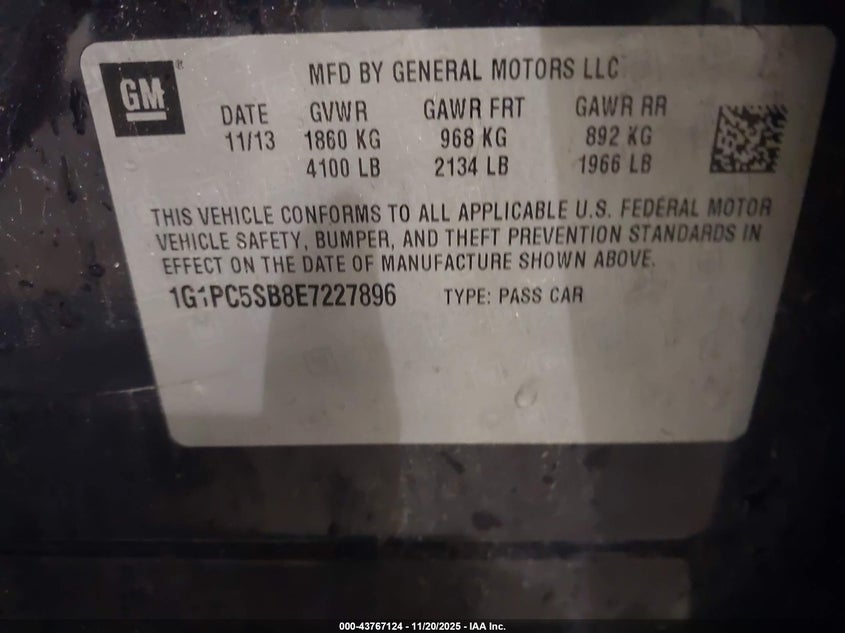 GM®
MFD BY GENERAL MOTORS LLC
DATE GVWR GAWR FRT GAWR RR
11/13 1860 KG 968 KG 892 KG
4100 LB 2134 LB 1966 LB
THIS VEHICLE CONFORMS TO ALL APPLICABLE U.S. FEDERAL MOTOR
VEHICLE SAFETY, BUMPER, AND THEFT PREVENTION STANDARDS IN
EFFECT ON THE DATE OF MANUFACTURE SHOWN ABOVE.
1G1PC5SB8E7227896 TYPE: PASS CAR
000-43767124 - 11/20/2025 - IAA Inc.